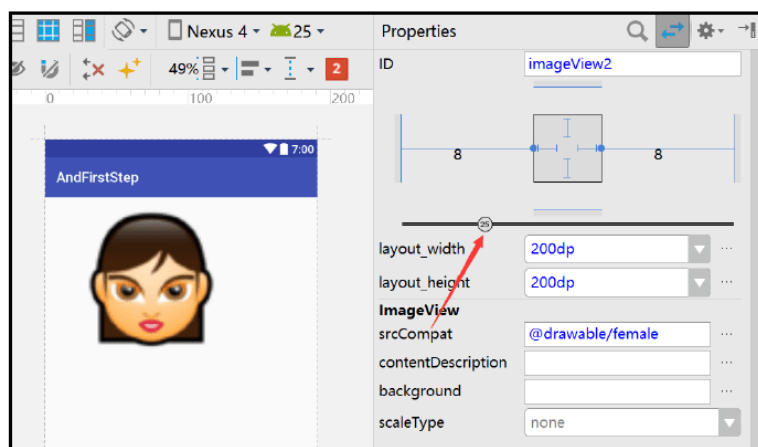 Nexus 4
25
Properties
ID
imageView2
49%
2
0
100
200
8
8
7:00
AndFirstStep
25
layout_width
200dp
...
layout_height
200dp
...
ImageView
srcCompat
@drawable/female
...
contentDescription
...
background
...
scaleType
none